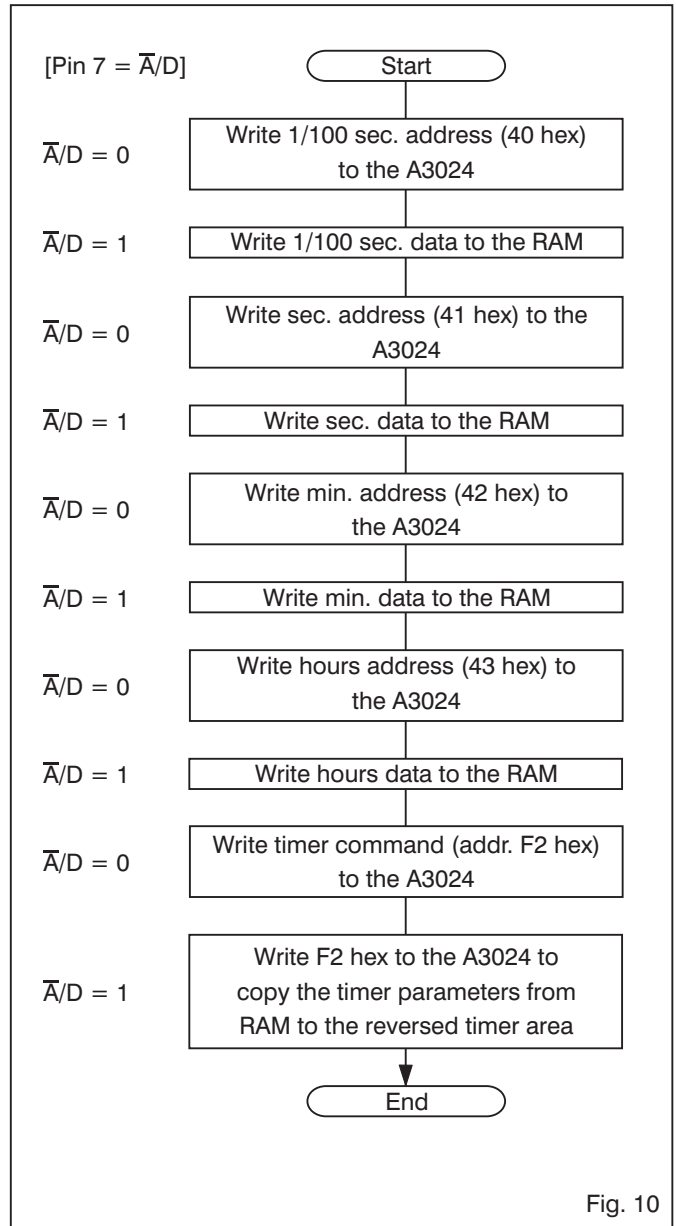 [Pin 7 = A̅/D]
Start
A̅/D = 0
Write 1/100 sec. address (40 hex)
to the A3024
A̅/D = 1
Write 1/100 sec. data to the RAM
A̅/D = 0
Write sec. address (41 hex) to the
A3024
A̅/D = 1
Write sec. data to the RAM
A̅/D = 0
Write min. address (42 hex) to
the A3024
A̅/D = 1
Write min. data to the RAM
A̅/D = 0
Write hours address (43 hex) to
the A3024
A̅/D = 1
Write hours data to the RAM
A̅/D = 0
Write timer command (addr. F2 hex)
to the A3024
A̅/D = 1
Write F2 hex to the A3024 to
copy the timer parameters from
RAM to the reversed timer area
End
Fig. 10